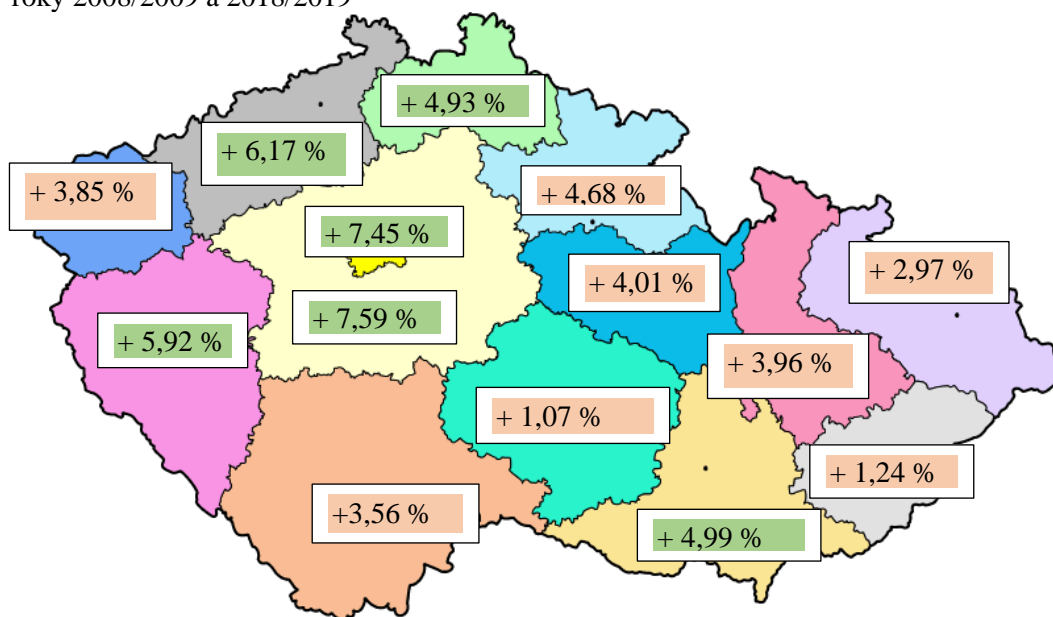 roky 2008/2009 a 2018/2019
+ 4,93 %
+ 6,17 %
+ 3,85 %
+ 4,68 %
+ 7,45 %
+ 2,97 %
+ 4,01 %
+ 7,59 %
+ 5,92 %
+ 3,96 %
+ 1,07 %
+ 1,24 %
+3,56 %
+ 4,99 %